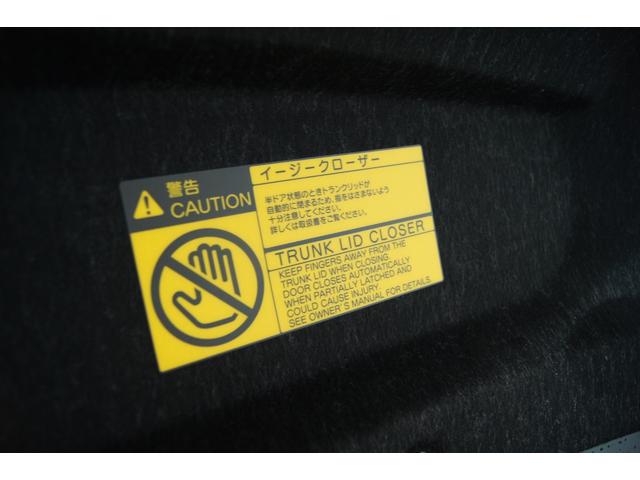 警告
CAUTION
イージークローザー
半ドア状態のときトランクリッドが
自動的に閉まるため、指をはさまないよう
十分注意してください。
詳しくは取扱書をご覧ください。
TRUNK LID CLOSER
KEEP FINGERS AWAY FROM THE
TRUNK LID WHEN CLOSING.
DOOR CLOSES AUTOMATICALLY
WHEN PARTIALLY LATCHED AND
COULD CAUSE INJURY.
SEE OWNER'S MANUAL FOR DETAILS.